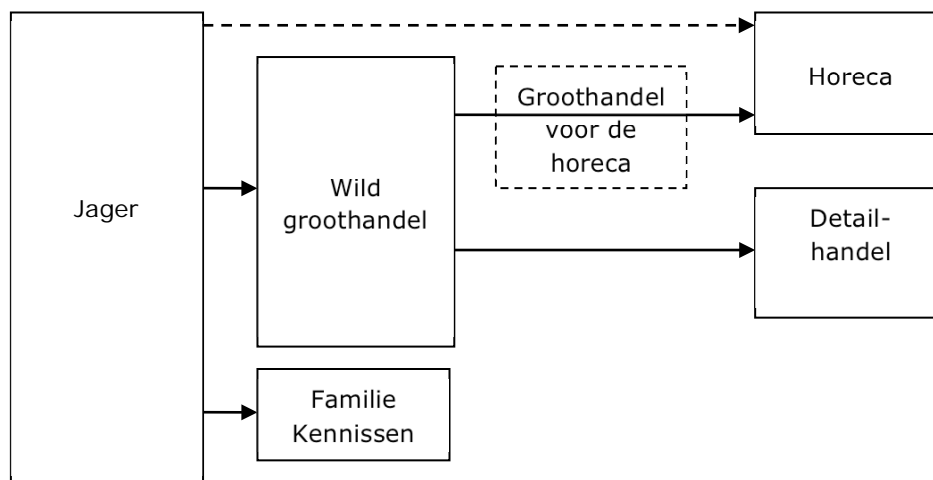 Jager
Wild
groothandel
Familie
Kennissen
Groothandel
voor de
horeca
Horeca
Detail-
handel